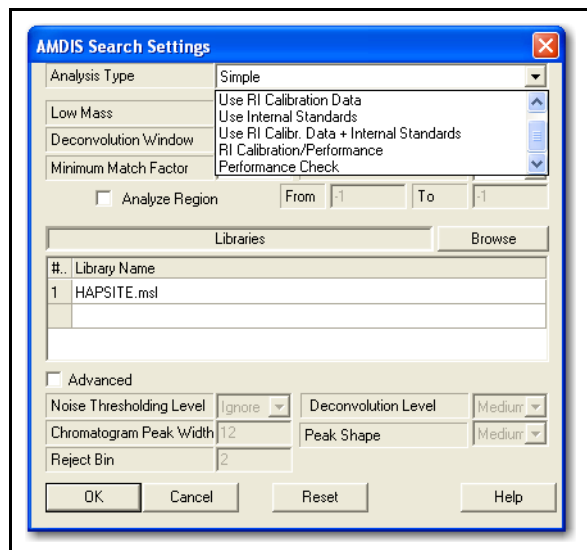 AMDIS Search Settings
Analysis Type Simple
Use RI Calibration Data
Low Mass
Use Internal Standards
Deconvolution Window
Use RI Calibr. Data + Internal Standards
RI Calibration/Performance
Minimum Match Factor
Performance Check
Analyze Region From -1 To -1
Libraries Browse
#.. Library Name
1 HAPSITE.msl
Advanced
Noise Thresholding Level Ignore Deconvolution Level Medium
Chromatogram Peak Width 12 Peak Shape Medium
Reject Bin 2
OK Cancel Reset Help